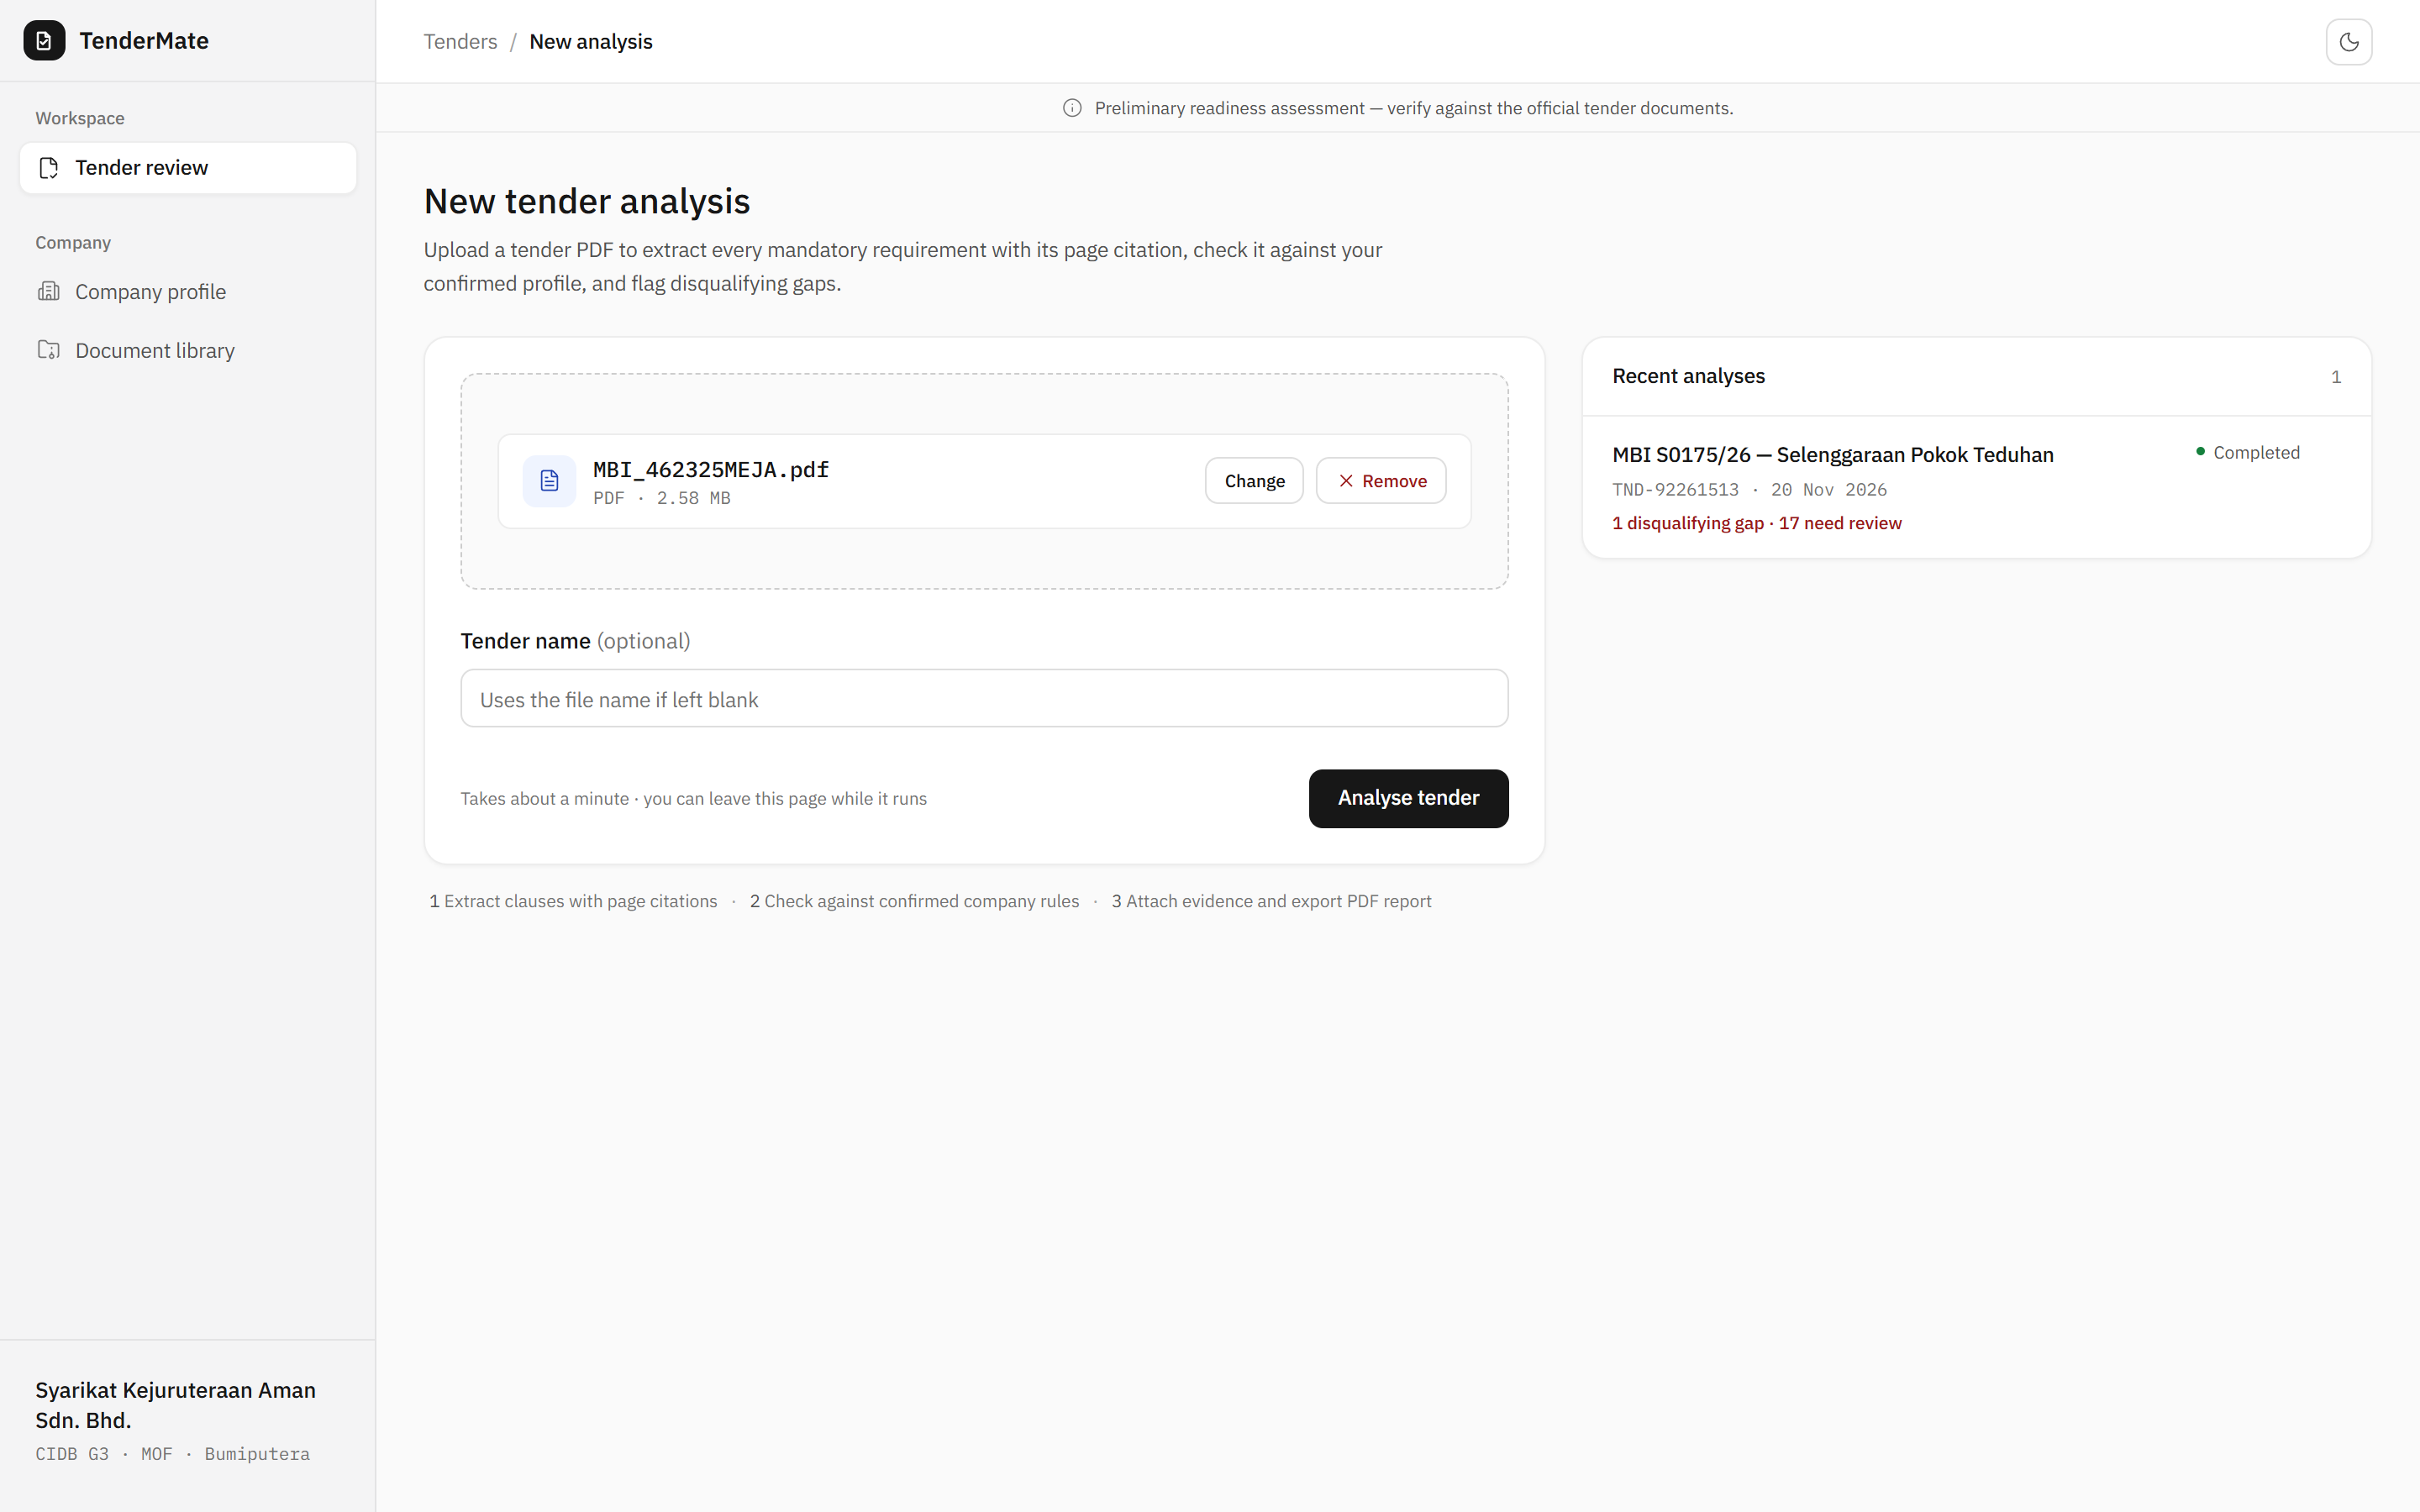 TenderMate
Workspace
Tender review
Company
Company profile
Document library
Syarikat Kejuruteraan Aman
Sdn. Bhd.
CIDB G3 · MOF · Bumiputera
Tenders / New analysis
Preliminary readiness assessment — verify against the official tender documents.
New tender analysis
Upload a tender PDF to extract every mandatory requirement with its page citation, check it against your
confirmed profile, and flag disqualifying gaps.
MBI_462325MEJA.pdf
PDF · 2.58 MB
Change
Remove
Tender name (optional)
Uses the file name if left blank
Takes about a minute · you can leave this page while it runs
Analyse tender
1 Extract clauses with page citations · 2 Check against confirmed company rules · 3 Attach evidence and export PDF report
Recent analyses 1
MBI S0175/26 — Selenggaraan Pokok Teduhan
Completed
TND-92261513 · 20 Nov 2026
1 disqualifying gap · 17 need review